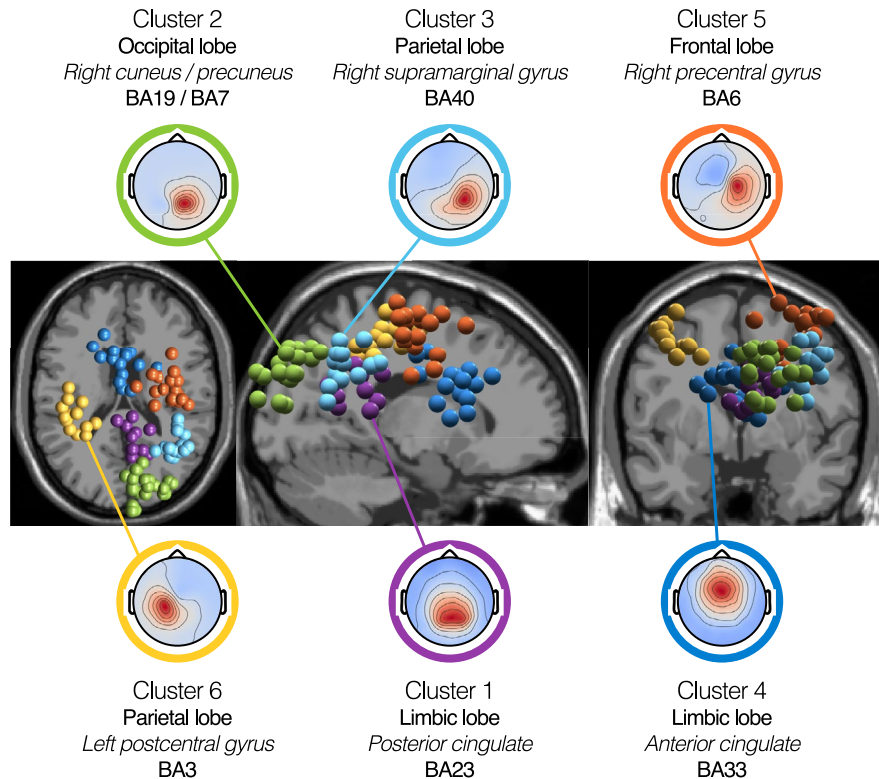 Cluster 2
Occipital lobe
Right cuneus / precuneus
BA19 / BA7
Cluster 3
Parietal lobe
Right supramarginal gyrus
BA40
Cluster 5
Frontal lobe
Right precentral gyrus
BA6
Cluster 6
Parietal lobe
Left postcentral gyrus
BA3
Cluster 1
Limbic lobe
Posterior cingulate
BA23
Cluster 4
Limbic lobe
Anterior cingulate
BA33